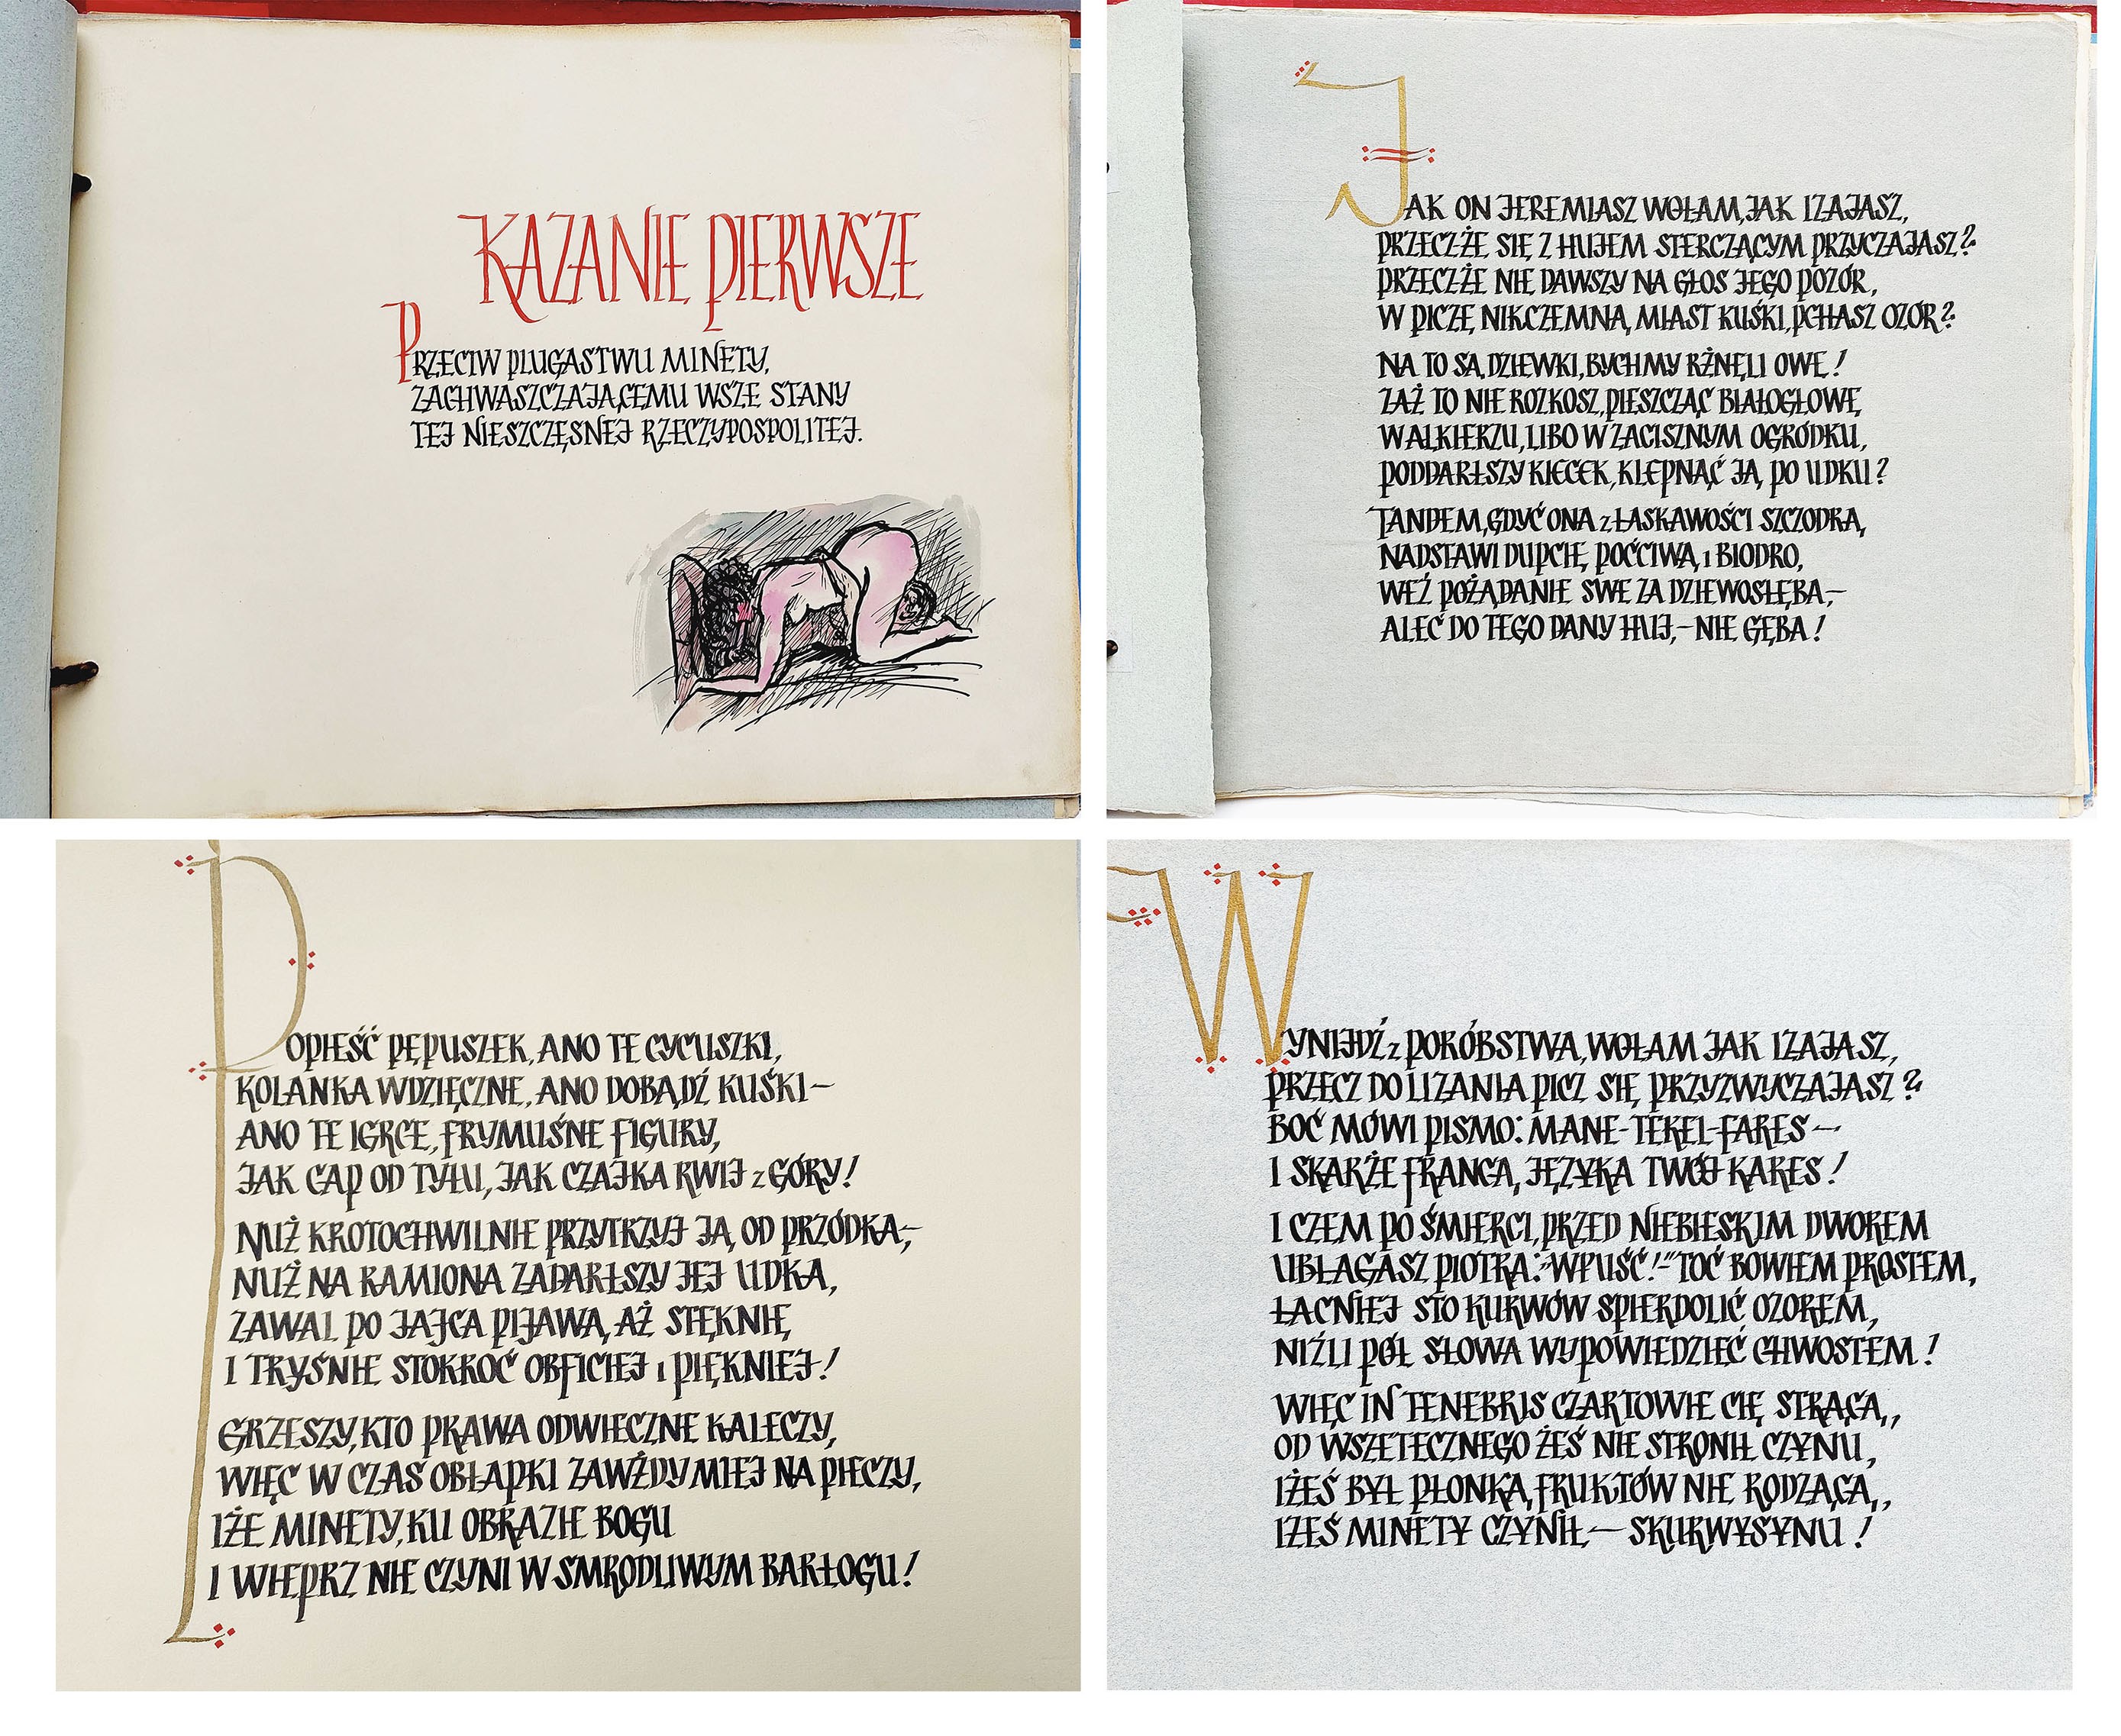 KAZANIE PIERWSZE
PRZECIW PLUGASTWU MINETY,
ZACHWASZCZAJĄCEMU WSZE STANY
TEJ NIESZCZĘSNEJ RZECZYPOSPOLITEJ.
JAK ON JEREMIASZ WOŁAM, JAK IZAJASZ,
PRZECZŻE SIĘ Z HUJEM STERCZĄCYM PRZYCZAJASZ?
PRZECZŻE NIE DAWSZY NA GŁOS JEGO POZÓR,
W PICZĘ NIKCZEMNĄ, MIAST KUŚKI, PCHASZ OZÓR?
NA TO SĄ DZIEWKI, BYCHMY RŻNĘLI OWE!
ZAŻ TO NIE ROZKOSZ, PIESZCZĄC BIAŁOGŁOWĘ
W ALKIERZU, LIBO W ZACISZNYM OGRÓDKU,
PODDARŁSZY KIECEK, KLEPNĄĆ JĄ PO UDKU?
TANDEM, GDYĆ ONA z ŁASKAWOŚCI SZCZODRĄ,
NADSTAWI DUPCIĘ POĆCIWĄ i BIODRO,
WEŹ POŻĄDANIE SWE ZA DZIEWOSŁĘBA,—
ALEĆ DO TEGO DANY HUJ,— NIE GĘBA!
POPIEŚĆ PĘPUSZEK, ANO TE CYCUSZKI,
KOLANKA WDZIĘCZNE, ANO DOBĄDŹ KUŚKI—
ANO TE IGRCE, FRYMUŚNE FIGURY,
JAK CAP OD TYŁU, JAK CZAJKA RWIJ z GÓRY!
NUŻ KROTOCHWILNIE PRZYTRZYJ JĄ OD PRZÓDKA,—
NUŻ NA RAMIONA ZADARŁSZY JEJ UDKA,
ZAWAL PO JAJCA PIJAWĄ, AŻ STĘKNIE,
I TRYŚNIE STOKROĆ OBFICIEJ i PIĘKNIEJ!
GRZESZY, KTO PRAWA ODWIECZNE KALECZY,
WIĘC W CZAS OBŁAPKI ZAWŻDY MIEJ NA PIECZY,
IŻE MINETY, KU OBRAZIE BOGU
I WIEPRZ NIE CZYNI W SMRODLIWYM BARŁOGU!
WYNIJDŹ z PORÓBSTWA, WOŁAM JAK IZAJASZ,
PRZECZ DO LIZANIA PICZ SIĘ PRZYZWYCZAJASZ?
BOĆ MÓWI PISMO: MANE-TEKEL-FARES—
I SKARŻE FRANCĄ, JĘZYKA TWÓJ KARES!
I CZEM PO ŚMIERCI, PRZED NIEBIESKIM DWOREM
UBŁAGASZ PIOTRA: "WPUŚĆ!" TOĆ BOWIEM PROSTEM,
ŁACNIEJ STO KURWÓW SPIERDOLIĆ OZOREM,
NIŹLI PÓŁ SŁOWA WYPOWIEDZIEĆ CHWOSTEM!
WIĘC IN TENEBRIS CZARTOWIE CIĘ STRĄCĄ,
OD WSZETECZNEGO ŻEŚ NIE STRONIŁ CZYNU,
IŻEŚ BYŁ PŁONKĄ, FRUKTÓW NIE RODZĄCĄ,
IŻEŚ MINETY CZYNIŁ,— SKURWYSYNU!